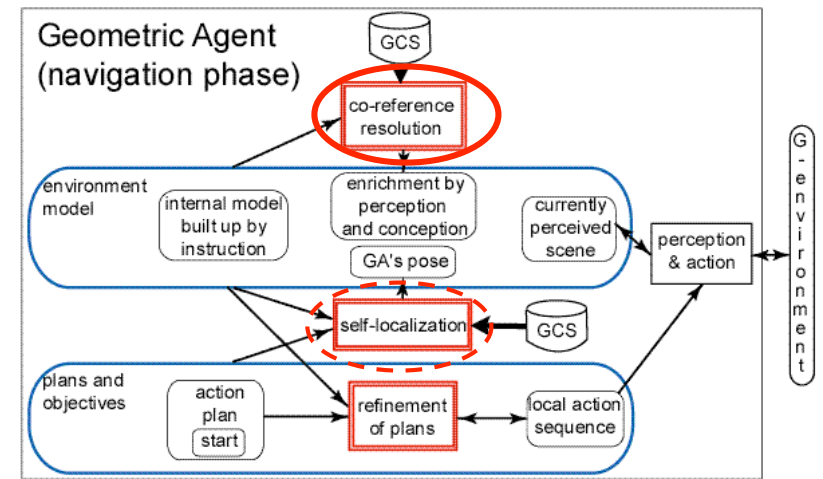 Geometric Agent
(navigation phase)
GCS
co-reference
resolution
environment
model
internal model
built up by
instruction
enrichment by
perception
and conception
currently
perceived
scene
GA's pose
perception
& action
G-environment
self-localization
GCS
plans and
objectives
action
plan
start
refinement
of plans
local action
sequence